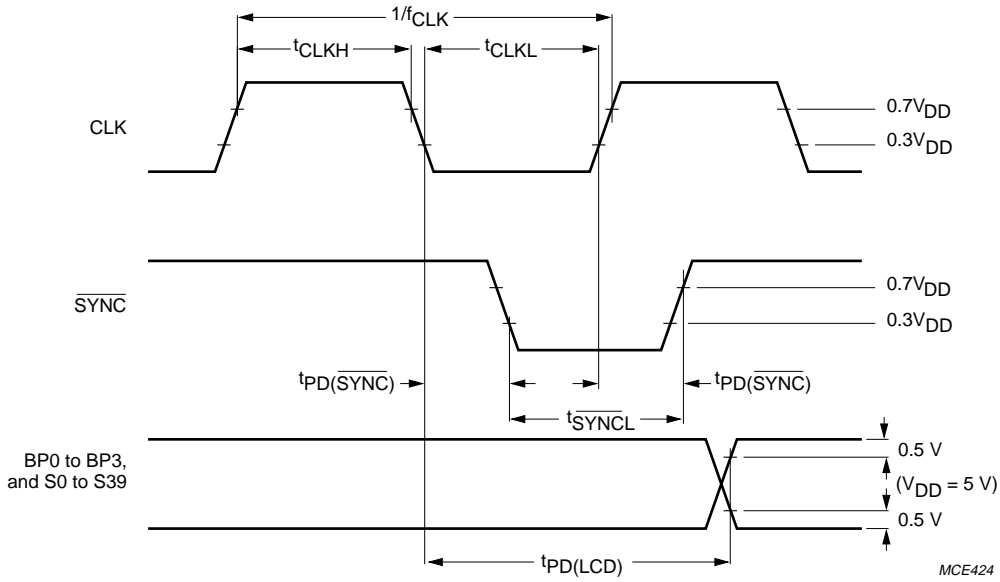 1/fCLK
tCLKH
tCLKL
CLK
0.7VDD
0.3VDD
SYNC
0.7VDD
0.3VDD
tPD(SYNC)
tPD(SYNC)
tSYNCL
BP0 to BP3,
and S0 to S39
0.5 V
(VDD = 5 V)
0.5 V
tPD(LCD)
MCE424